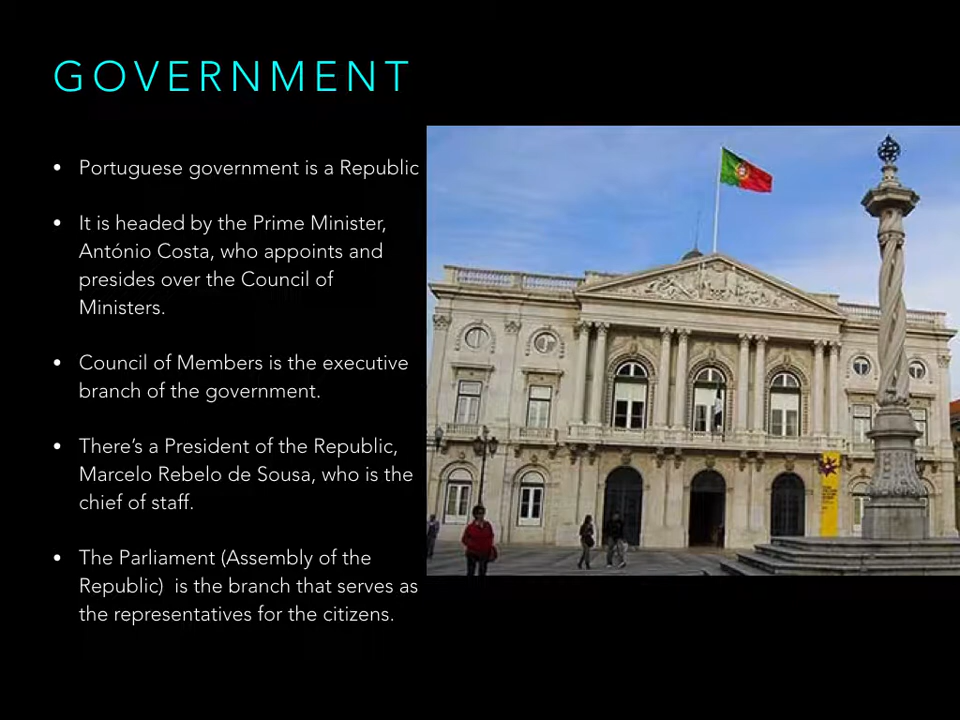 GOVERNMENT
• Portuguese government is a Republic
• It is headed by the Prime Minister,
António Costa, who appoints and
presides over the Council of
Ministers.
• Council of Members is the executive
branch of the government.
• There’s a President of the Republic,
Marcelo Rebelo de Sousa, who is the
chief of staff.
• The Parliament (Assembly of the
Republic)  is the branch that serves as
the representatives for the citizens.